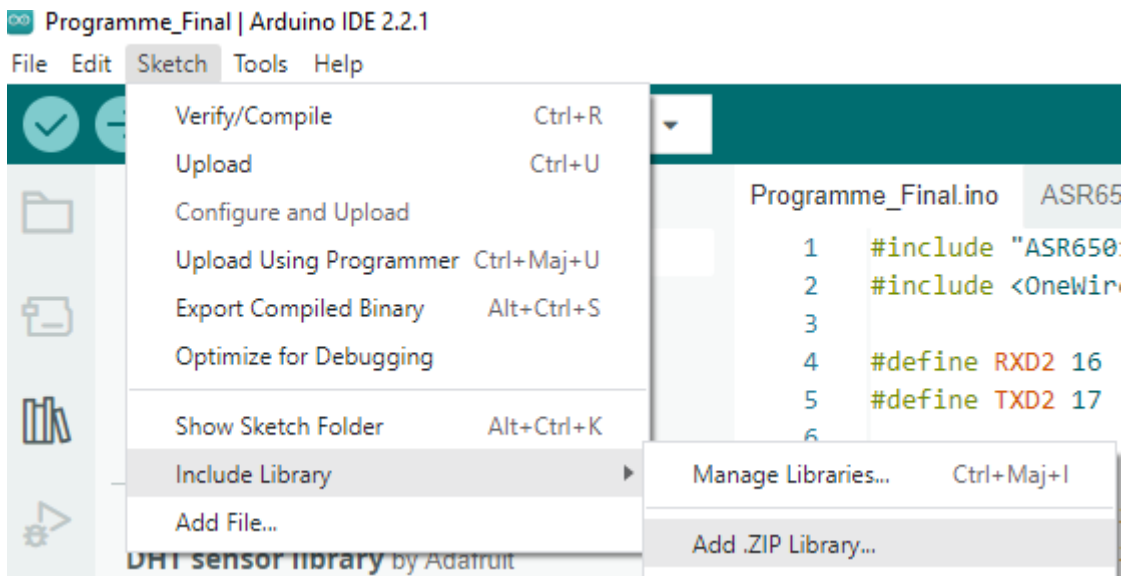 Programme_Final | Arduino IDE 2.2.1
File Edit Sketch Tools Help
Verify/Compile Ctrl+R
Upload Ctrl+U
Configure and Upload
Upload Using Programmer Ctrl+Maj+U
Export Compiled Binary Alt+Ctrl+S
Optimize for Debugging
Show Sketch Folder Alt+Ctrl+K
Include Library
Add File...
DHT sensor library by Adafruit
Programme_Final.ino ASR65
1 #include "ASR650
2 #include <OneWir
3
4 #define RXD2 16
5 #define TXD2 17
6
Manage Libraries... Ctrl+Maj+I
Add .ZIP Library...